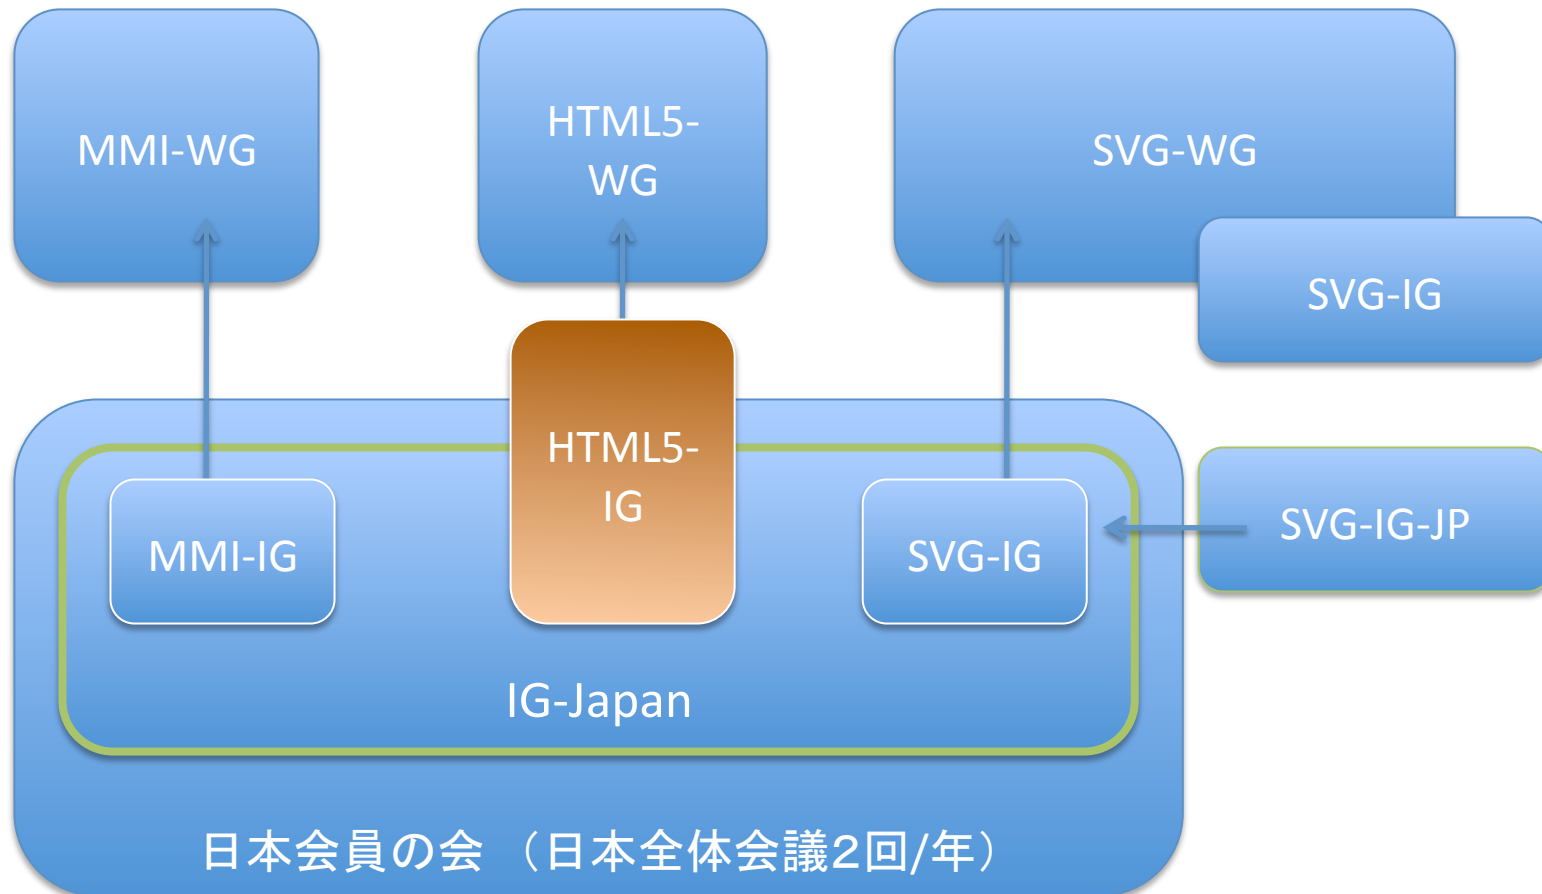 MMI-WG
HTML5-
WG
SVG-WG
SVG-IG
HTML5-
IG
MMI-IG
SVG-IG
SVG-IG-JP
IG-Japan
日本会員の会 （日本全体会議２回/年）